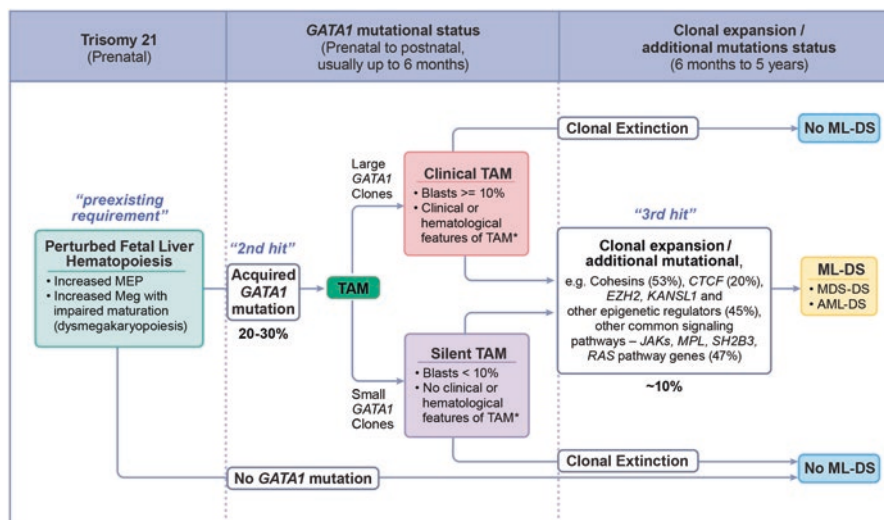 Trisomy 21
(Prenatal)
GATA1 mutational status
(Prenatal to postnatal,
usually up to 6 months)
Clonal expansion /
additional mutations status
(6 months to 5 years)
"preexisting
requirement"
Perturbed Fetal Liver
Hematopoiesis
• Increased MEP
• Increased Meg with
impaired maturation
(dysmegakaryopoiesis)
"2nd hit"
Acquired
GATA1
mutation
20-30%
TAM
Large
GATA1
Clones
Clinical TAM
• Blasts >= 10%
• Clinical or
hematological
features of TAM*
Small
GATA1
Clones
Silent TAM
• Blasts < 10%
• No clinical or
hematological
features of TAM*
Clonal Extinction
No ML-DS
"3rd hit"
Clonal expansion /
additional mutational,
e.g. Cohesins (53%), CTCF (20%),
EZH2, KANSL1 and
other epigenetic regulators (45%),
other common signaling
pathways – JAKs, MPL, SH2B3,
RAS pathway genes (47%)
~10%
ML-DS
• MDS-DS
• AML-DS
Clonal Extinction
No GATA1 mutation
No ML-DS